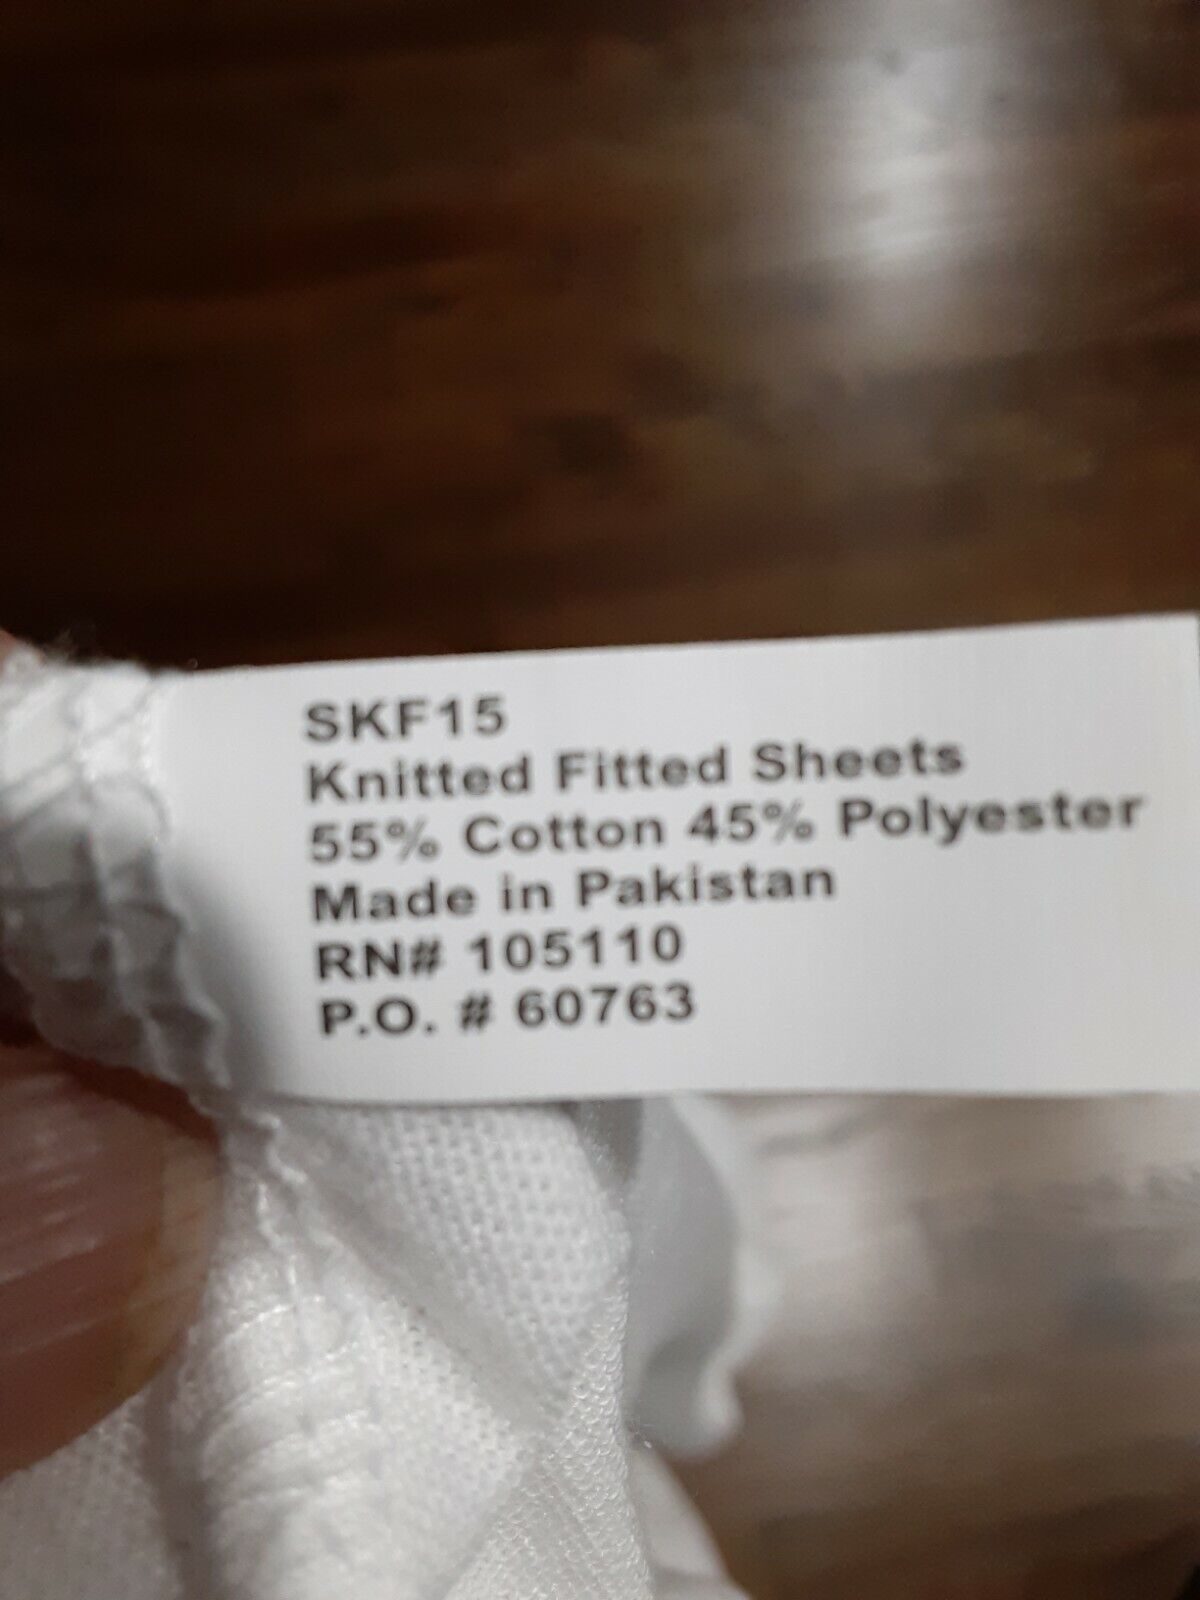 SKF15
Knitted Fitted Sheets
55% Cotton 45% Polyester
Made in Pakistan
RN# 105110
P.O. # 60763